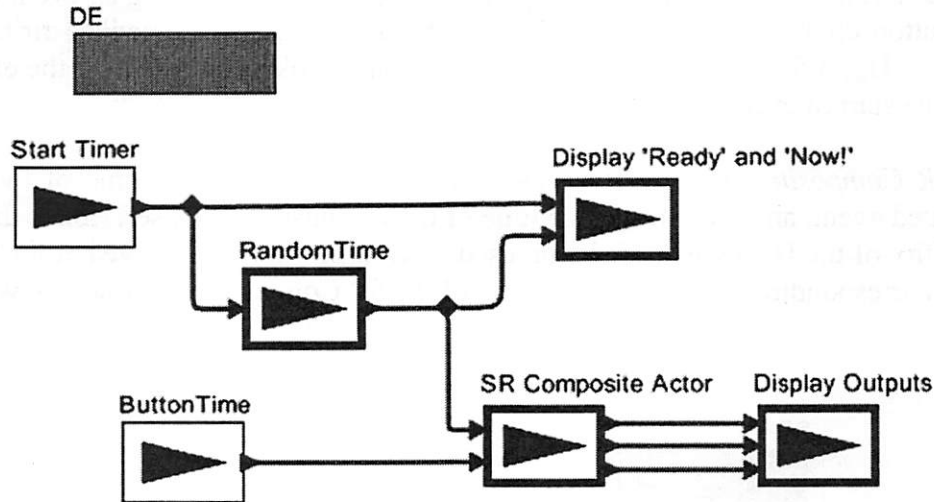 DE
Start Timer
Display 'Ready' and 'Now!'
RandomTime
SR Composite Actor
Display Outputs
ButtonTime